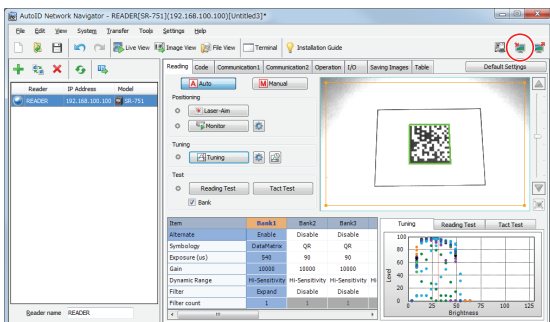 AutoID Network Navigator - READER[SR-751](192.168.100.100)[Untitled3]*
File Edit View System Transfer Tools Settings Help
Live View Image View File View Terminal Installation Guide
Reading Code Communication1 Communication2 Operation I/O Saving Images Table Default Settings
Reader IP Address Model
READER 192.168.100.100 SR-751
A Auto M Manual
Positioning
Laser-Aim
Monitor
Tuning
Tuning
Test
Reading Test Tact Test
Bank
Item Bank1 Bank2 Bank3
Alternate Enable Disable Disable
Symbology DataMatrix QR QR
Exposure (us) 540 90 90
Gain 10000 10000 10000
Dynamic Range Hi-Sensitivity Hi-Sensitivity Hi-Sensitivity Hi
Filter Expand Disable Disable
Filter count 1 1 1
Tuning Reading Test Tact Test
Level
100
80
60
40
20
0
0 25 50 75 100 125
Brightness
Reader name READER